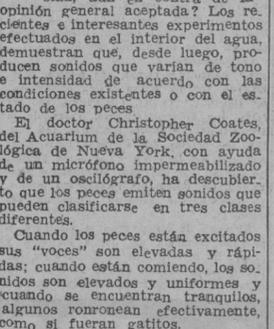 opinión general aceptada? Los re-
cientes e interesantes experimentos
efectuados en el interior del agua,
demuestran que, desde luego, pro-
ducen sonidos que varían de tono
e intensidad de acuerdo con las
condiciones existentes o con el es-
tado de los peces
El doctor Christopher Coates,
del Acuarium de la Sociedad Zoo-
lógica de Nueva York, con ayuda
de un micrófono impermeabilizado
y de un oscilógrafo, ha descubier-
to que los peces emiten sonidos que
pueden clasificarse en tres clases
diferentes.
Cuando los peces están excitados
sus "voces" son elevadas y rápi-
das; cuando están comiendo, los so-
nidos son elevados y uniformes y
cuando se encuentran tranquilos,
algunos ronronean efectivamente,
como si fueran gatitos.